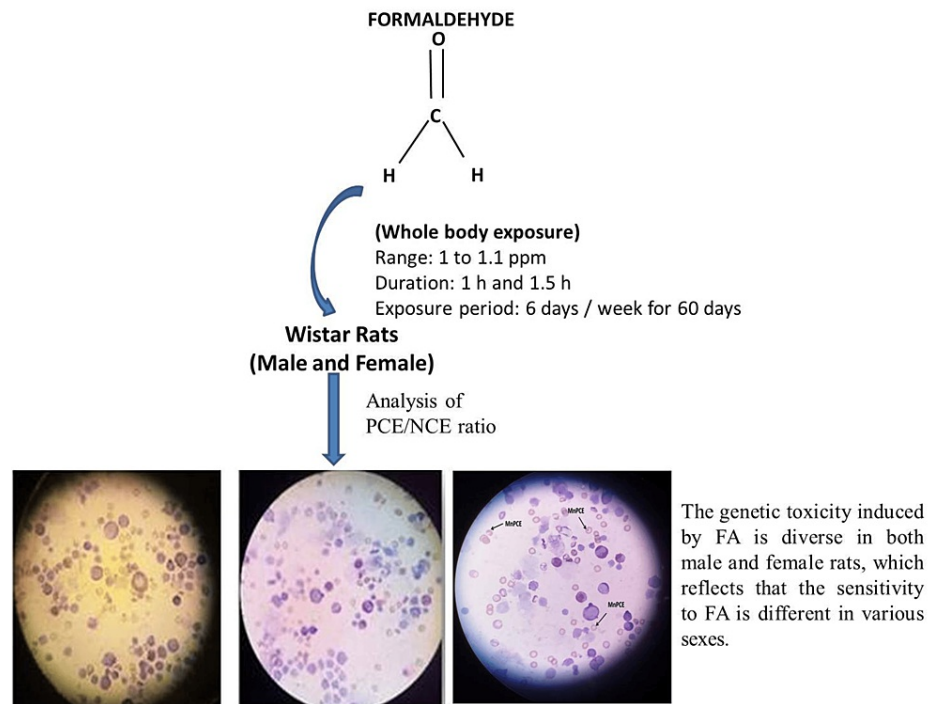 FORMALDEHYDE
O
C
H H
(Whole body exposure)
Range: 1 to 1.1 ppm
Duration: 1 h and 1.5 h
Exposure period: 6 days / week for 60 days
Wistar Rats
(Male and Female)
Analysis of
PCE/NCE ratio
MnPCE
MnPCE
MnPCE
The genetic toxicity induced
by FA is diverse in both
male and female rats, which
reflects that the sensitivity
to FA is different in various
sexes.